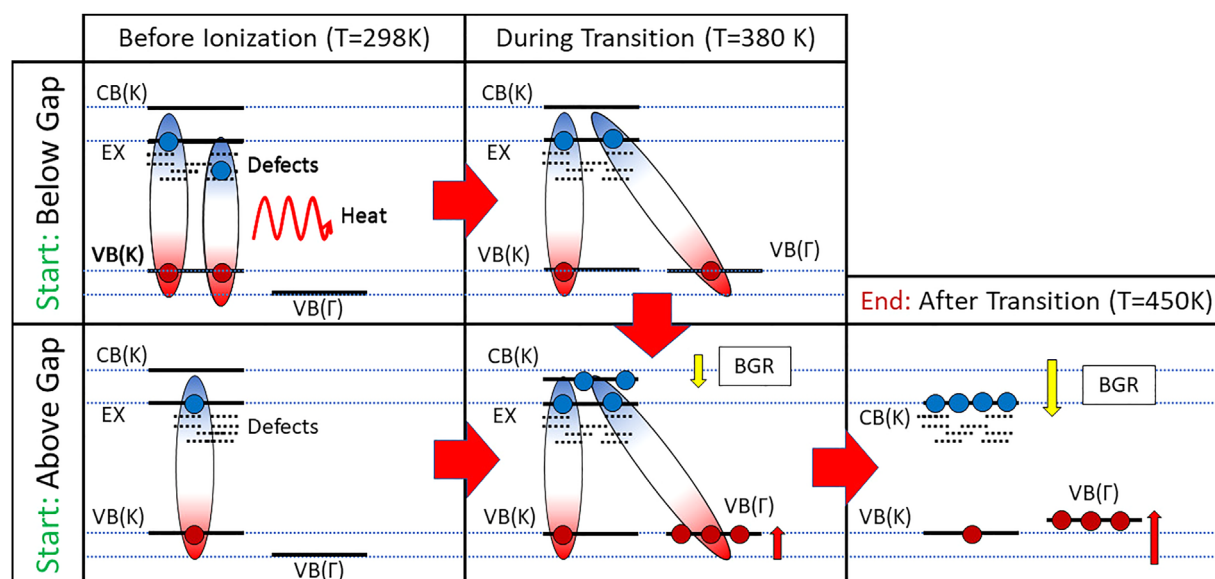 Before Ionization (T=298K)
During Transition (T=380 K)
Start: Below Gap
CB(K)
EX
Defects
Heat
VB(K)
VB(Γ)
CB(K)
EX
VB(K)
VB(Γ)
End: After Transition (T=450K)
Start: Above Gap
CB(K)
EX
Defects
VB(K)
VB(Γ)
CB(K)
BGR
EX
VB(K)
VB(Γ)
BGR
CB(K)
VB(K)
VB(Γ)